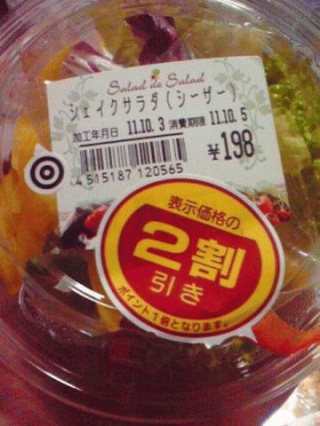 Salad de Salad
シェイクサラダ(シーザー)
加工年月日 11.10.3 消費期限 11.10.5
¥198
4515187120565
表示価格の
2割
引き
ポイント1倍となります。